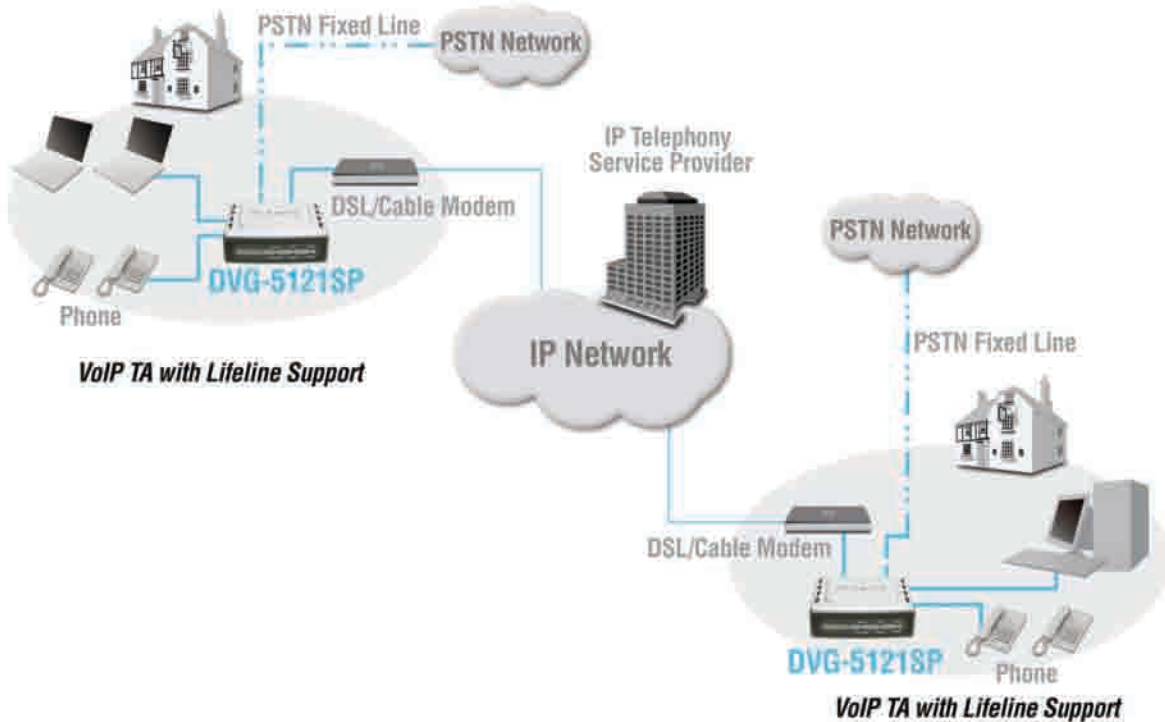 PSTN Fixed Line
PSTN Network
IP Telephony
Service Provider
DSL/Cable Modem
DVG-5121SP
Phone
VoIP TA with Lifeline Support
IP Network
PSTN Network
PSTN Fixed Line
DSL/Cable Modem
DVG-5121SP
Phone
VoIP TA with Lifeline Support